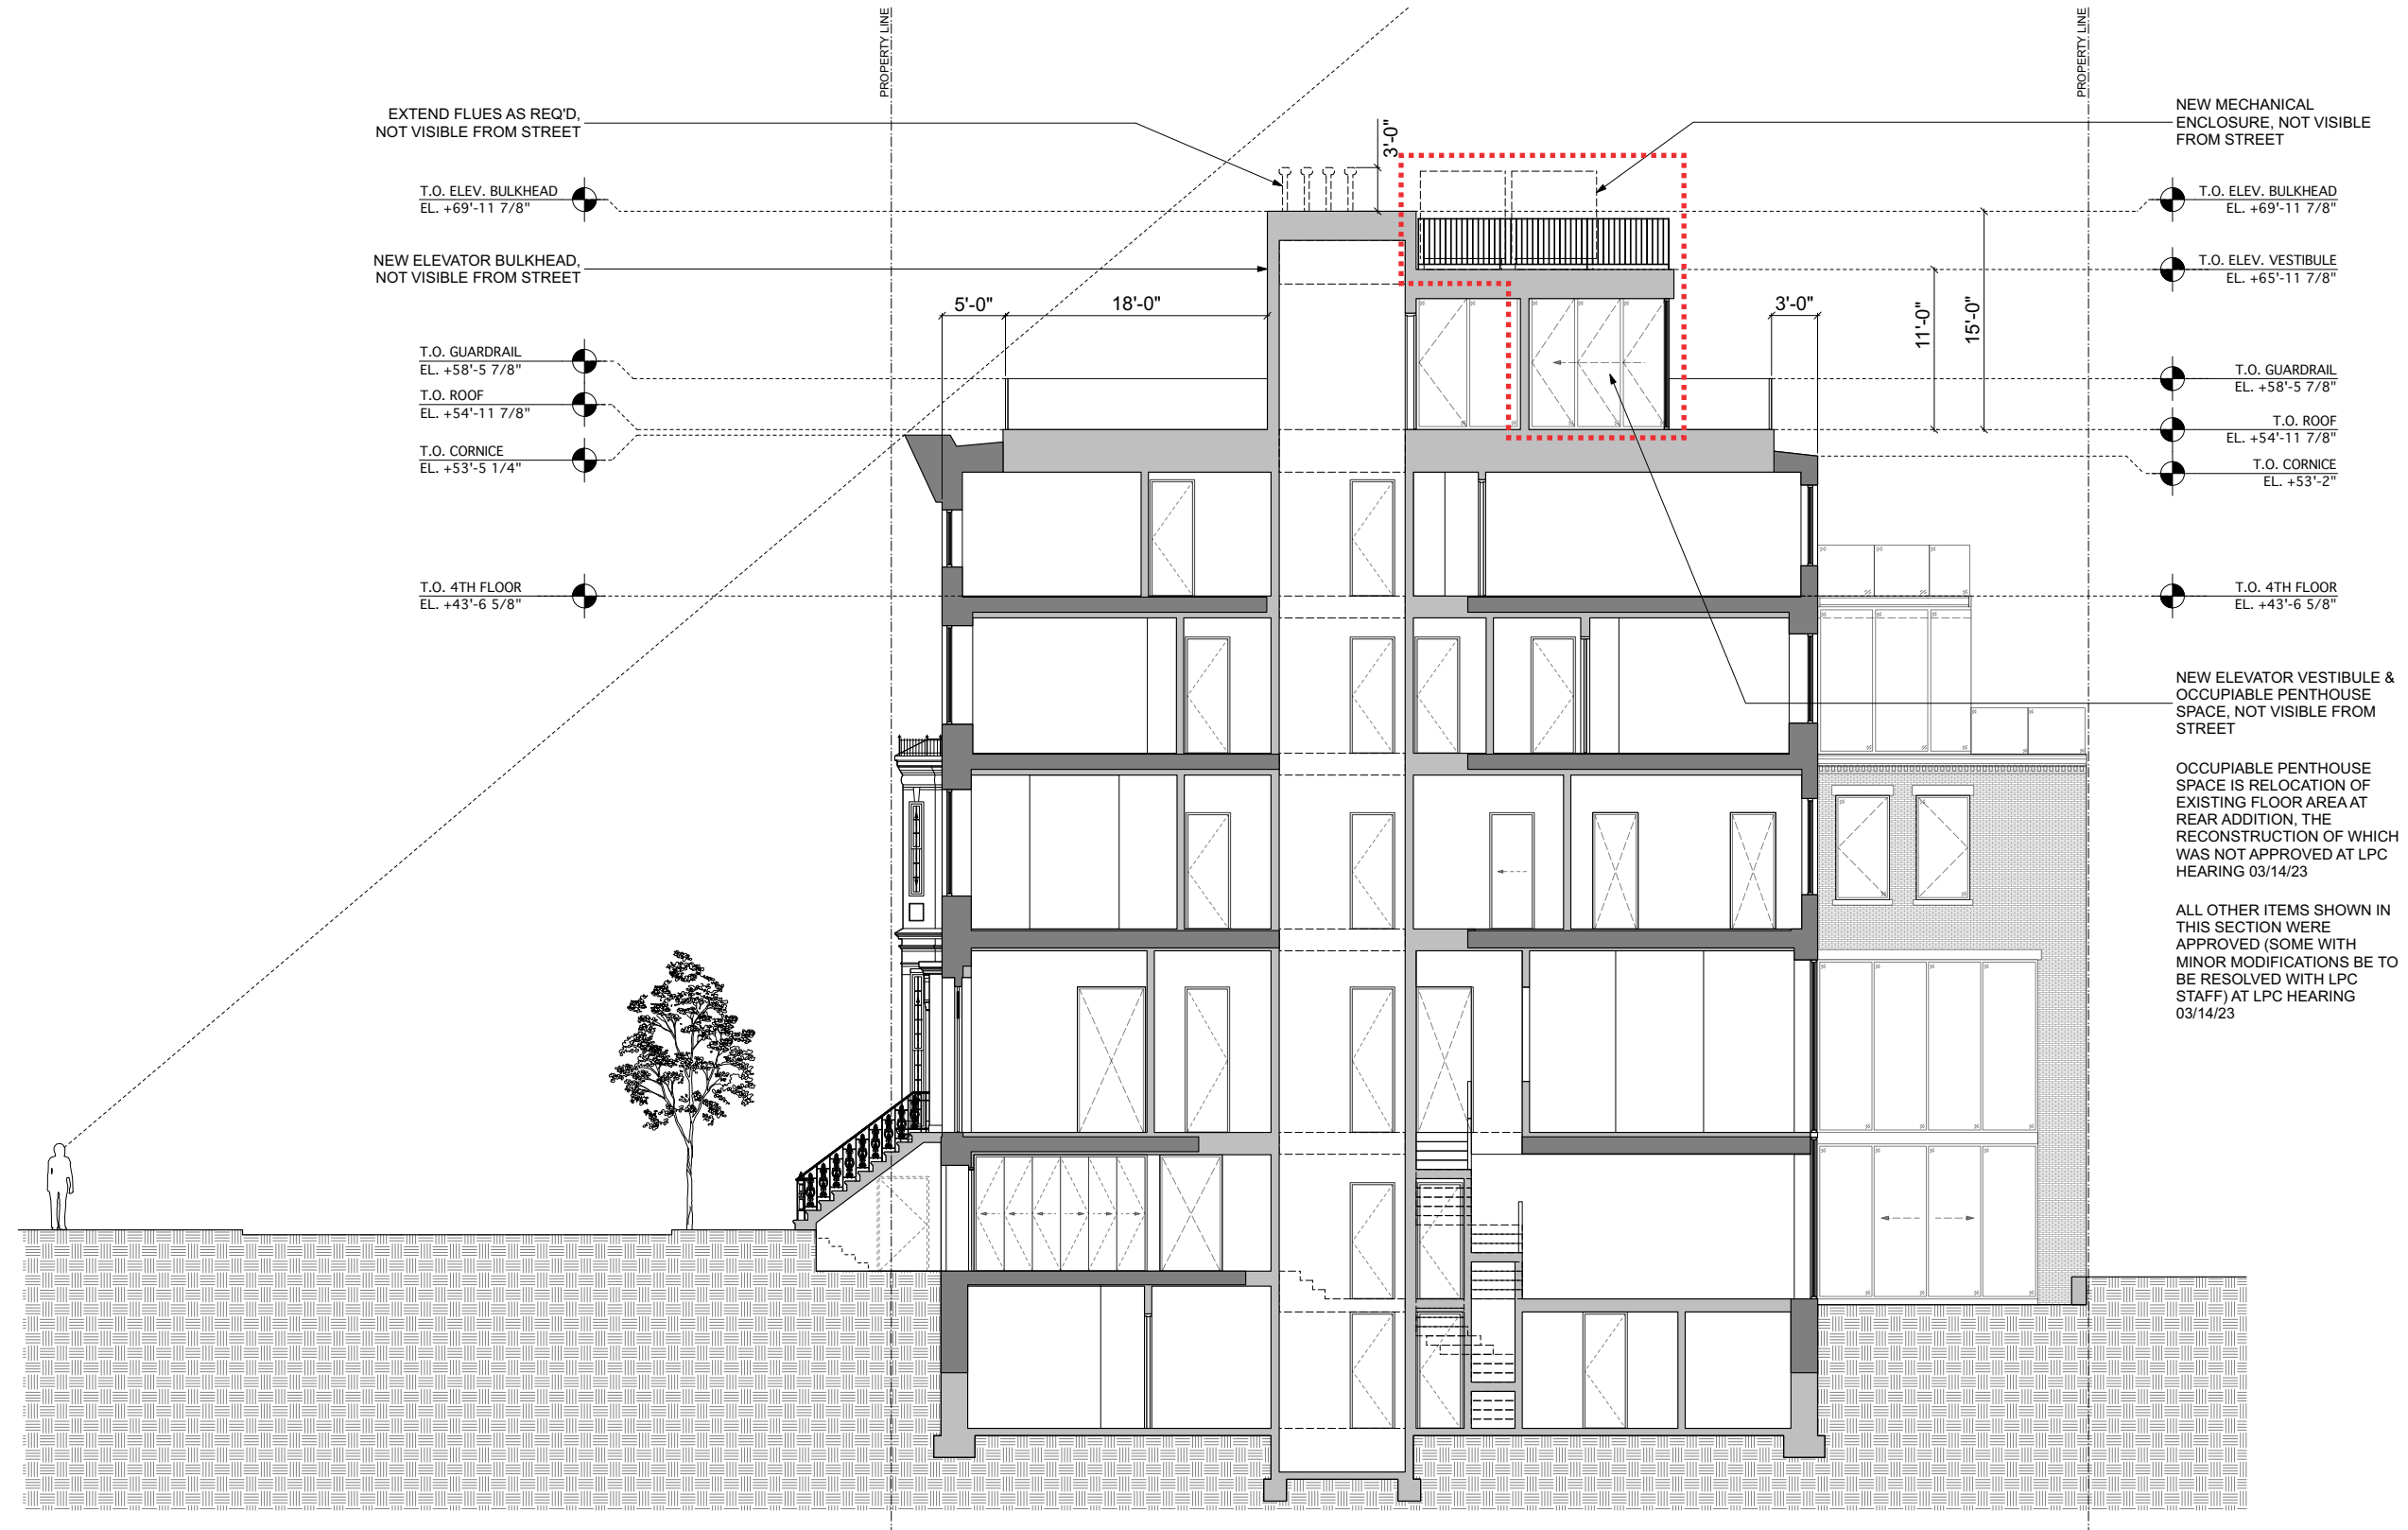 PROPERTY LINE
PROPERTY LINE
EXTEND FLUES AS REQ'D,
NOT VISIBLE FROM STREET
T.O. ELEV. BULKHEAD
EL. +69'-11 7/8"
NEW ELEVATOR BULKHEAD,
NOT VISIBLE FROM STREET
T.O. GUARDRAIL
EL. +58'-5 7/8"
T.O. ROOF
EL. +54'-11 7/8"
T.O. CORNICE
EL. +53'-5 1/4"
T.O. 4TH FLOOR
EL. +43'-6 5/8"
5'-0"
18'-0"
3'-0"
3'-0"
11'-0"
15'-0"
NEW MECHANICAL
ENCLOSURE, NOT VISIBLE
FROM STREET
T.O. ELEV. BULKHEAD
EL. +69'-11 7/8"
T.O. ELEV. VESTIBULE
EL. +65'-11 7/8"
T.O. GUARDRAIL
EL. +58'-5 7/8"
T.O. ROOF
EL. +54'-11 7/8"
T.O. CORNICE
EL. +53'-2"
T.O. 4TH FLOOR
EL. +43'-6 5/8"
NEW ELEVATOR VESTIBULE &
OCCUPIABLE PENTHOUSE
SPACE, NOT VISIBLE FROM
STREET
OCCUPIABLE PENTHOUSE
SPACE IS RELOCATION OF
EXISTING FLOOR AREA AT
REAR ADDITION, THE
RECONSTRUCTION OF WHICH
WAS NOT APPROVED AT LPC
HEARING 03/14/23
ALL OTHER ITEMS SHOWN IN
THIS SECTION WERE
APPROVED (SOME WITH
MINOR MODIFICATIONS BE TO
BE RESOLVED WITH LPC
STAFF) AT LPC HEARING
03/14/23